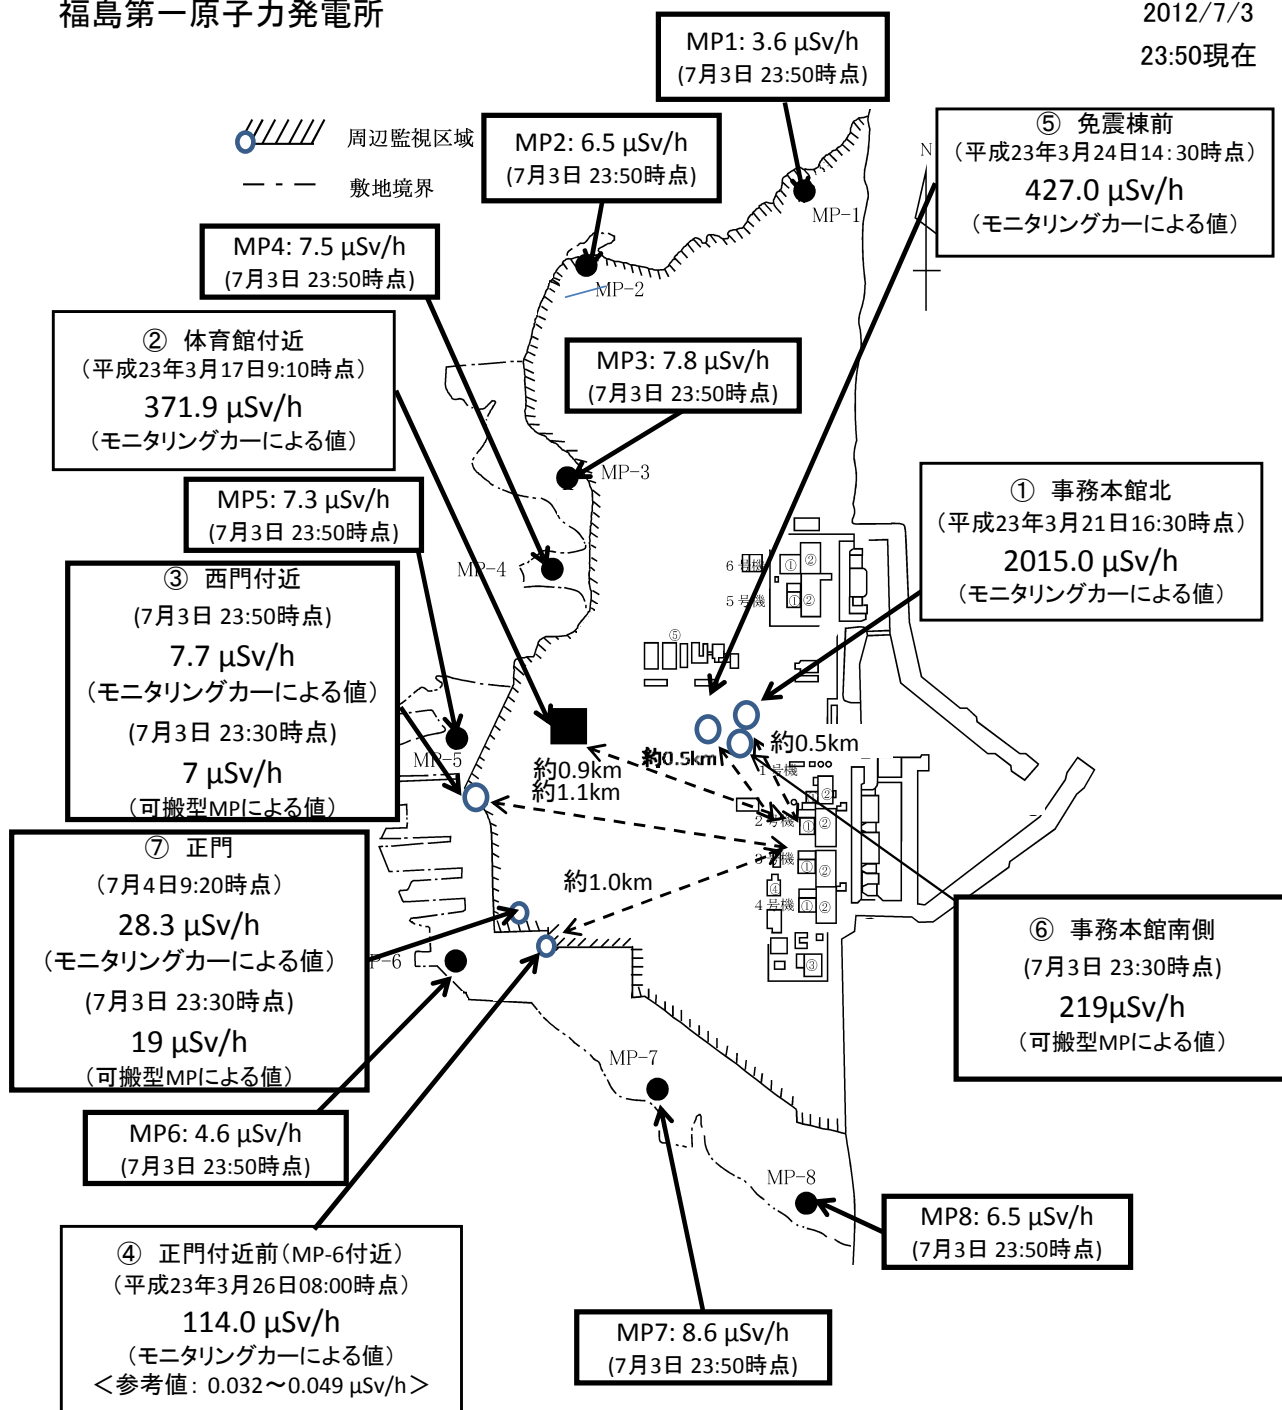 福島第一原子力発電所
2012/7/3
23:50現在
MP1: 3.6 µSv/h
(7月3日 23:50時点)
周辺監視区域
敷地境界
MP2: 6.5 µSv/h
(7月3日 23:50時点)
⑤ 免震棟前
(平成23年3月24日14:30時点)
427.0 µSv/h
(モニタリングカーによる値)
N
MP-1
MP4: 7.5 µSv/h
(7月3日 23:50時点)
MP-2
② 体育館付近
(平成23年3月17日9:10時点)
371.9 µSv/h
(モニタリングカーによる値)
MP3: 7.8 µSv/h
(7月3日 23:50時点)
MP-3
MP5: 7.3 µSv/h
(7月3日 23:50時点)
① 事務本館北
(平成23年3月21日16:30時点)
2015.0 µSv/h
(モニタリングカーによる値)
MP-4
6号機
① ②
5号機
① ②
③ 西門付近
(7月3日 23:50時点)
7.7 µSv/h
(モニタリングカーによる値)
(7月3日 23:30時点)
7 µSv/h
(可搬型MPによる値)
⑤
MP-5
約0.9km
約1.1km
約0.5km
約0.5km
1号機
②
2号機
① ②
3号機
① ②
④
4号機
① ②
③
⑦ 正門
(7月4日9:20時点)
28.3 µSv/h
(モニタリングカーによる値)
(7月3日 23:30時点)
19 µSv/h
(可搬型MPによる値)
約1.0km
P-6
⑥ 事務本館南側
(7月3日 23:30時点)
219µSv/h
(可搬型MPによる値)
MP-7
MP6: 4.6 µSv/h
(7月3日 23:50時点)
MP-8
MP8: 6.5 µSv/h
(7月3日 23:50時点)
④ 正門付近前(MP-6付近)
(平成23年3月26日08:00時点)
114.0 µSv/h
(モニタリングカーによる値)
＜参考値: 0.032～0.049 µSv/h＞
MP7: 8.6 µSv/h
(7月3日 23:50時点)